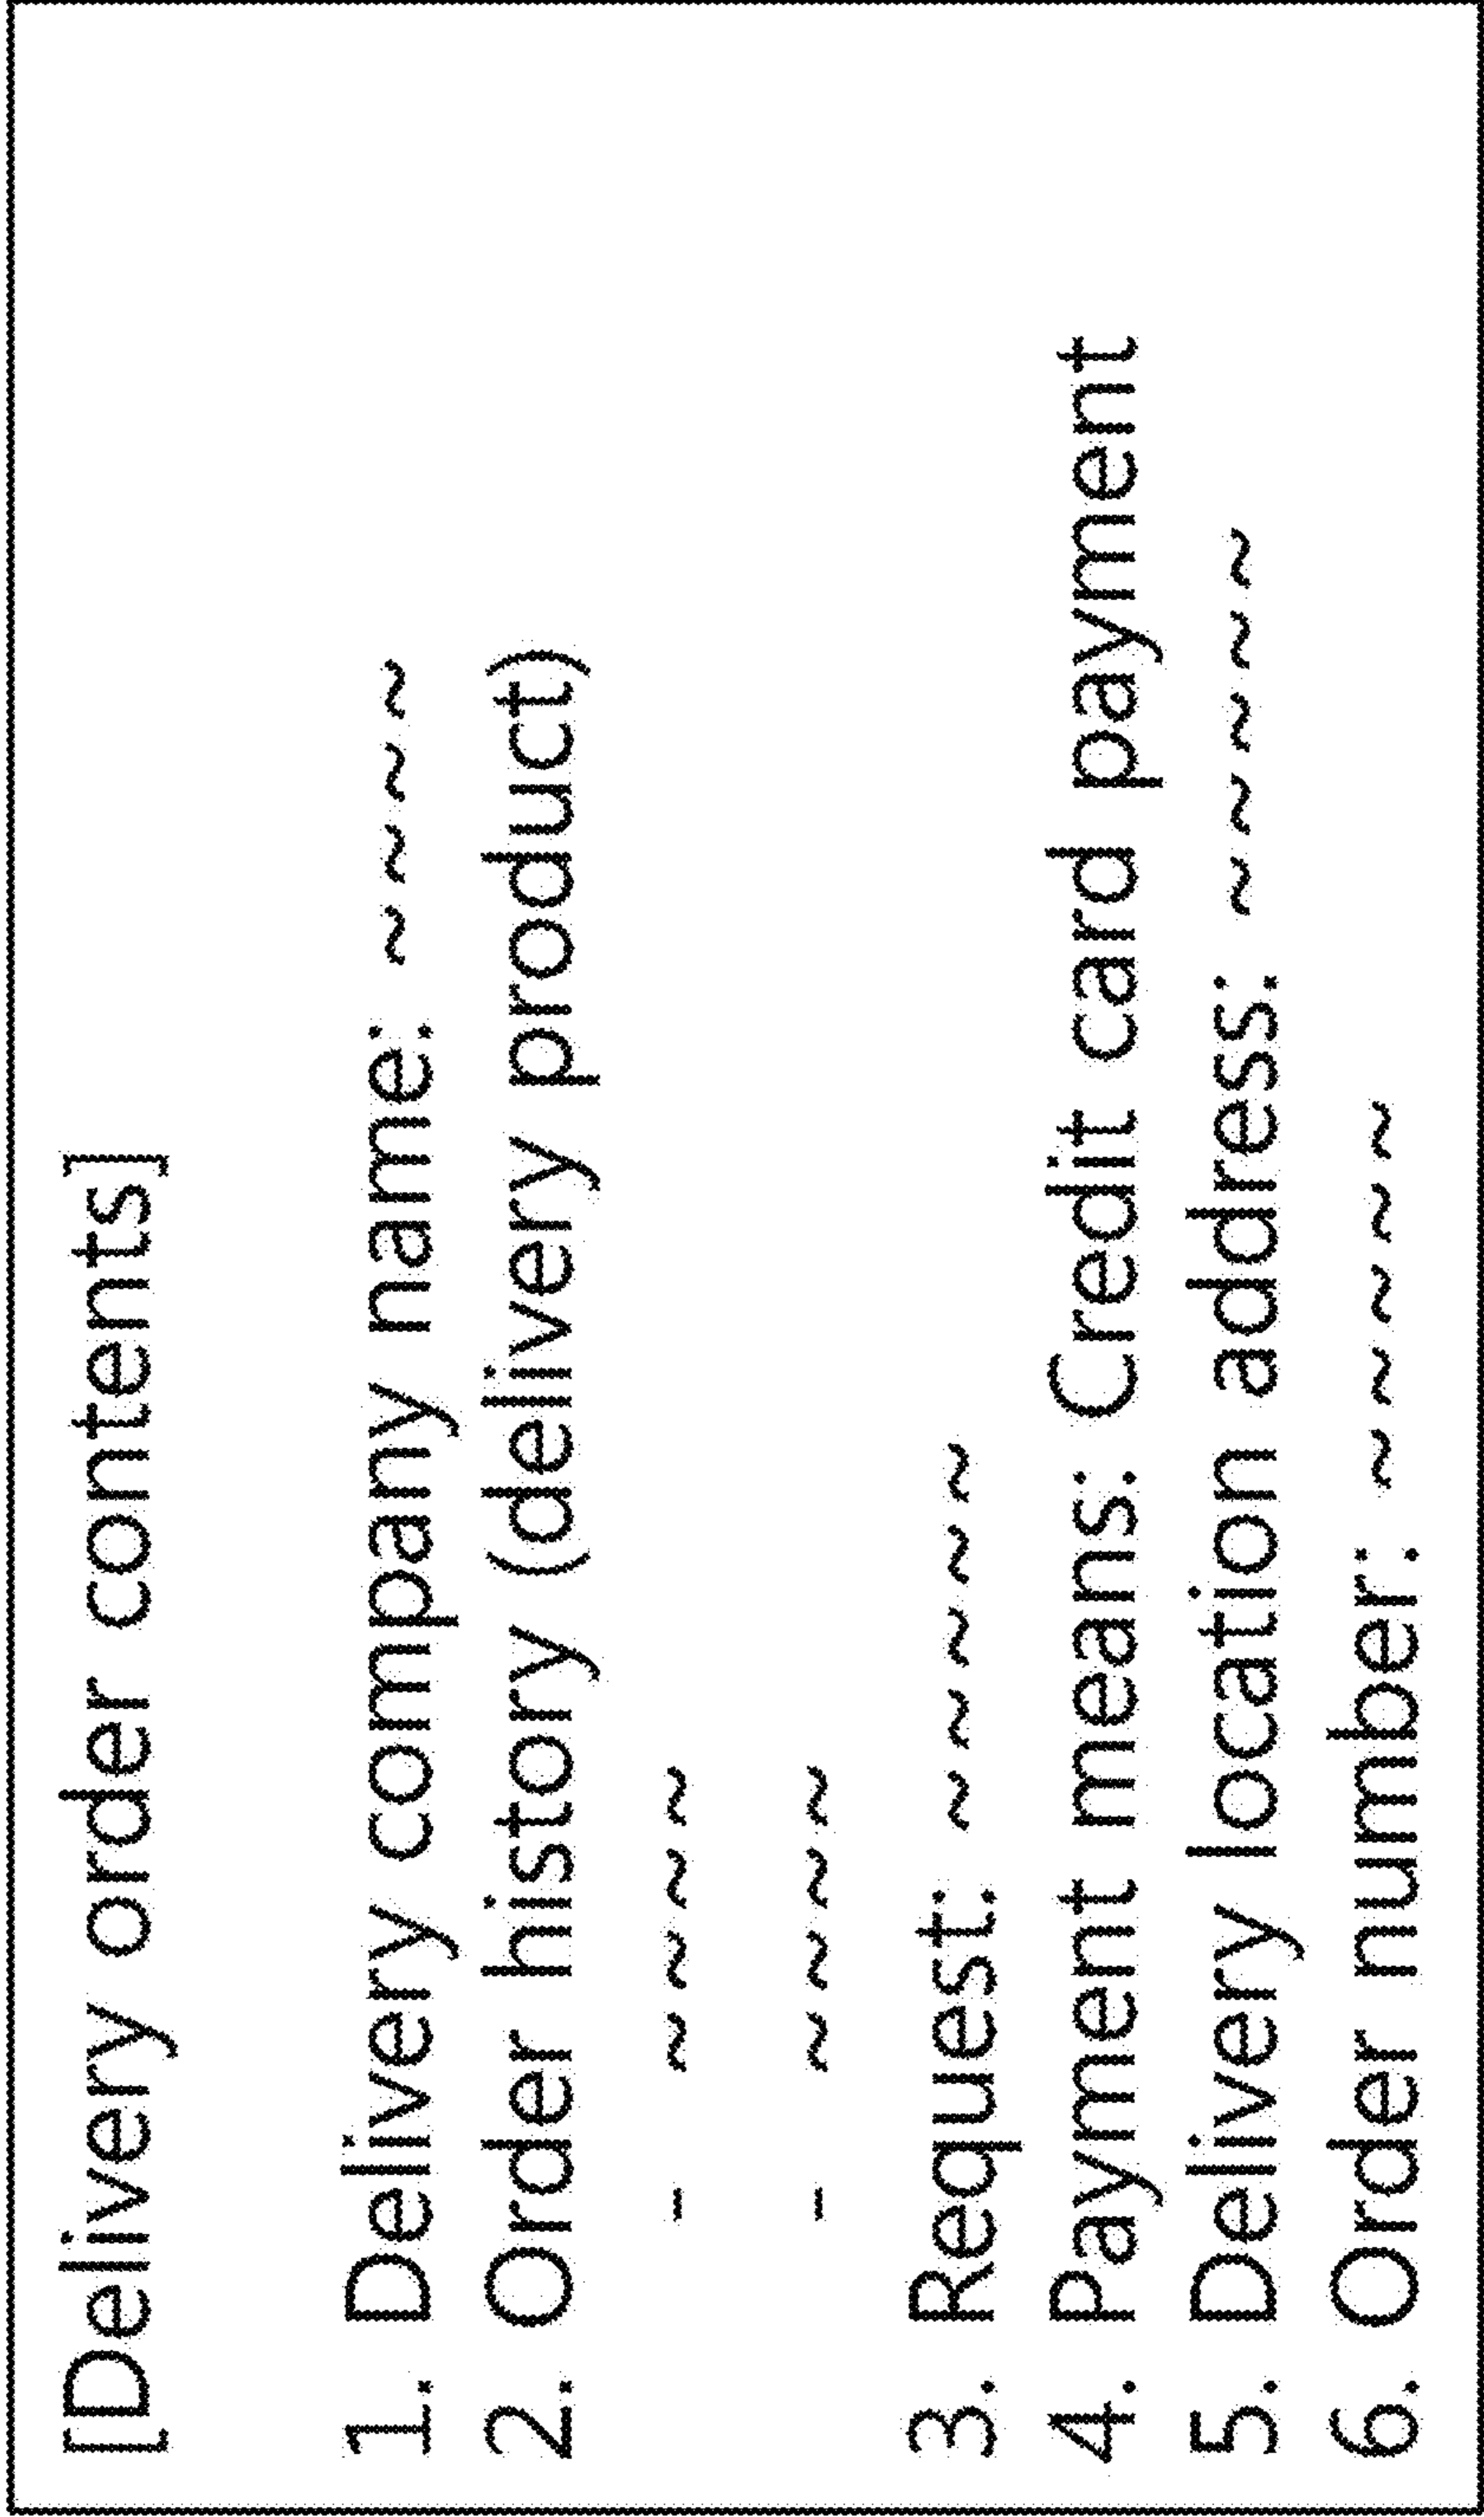 [Delivery order contents]
1. Delivery company name: ~ ~ ~ ~
2. Order history (delivery product)
- ~ ~ ~ ~
- ~ ~ ~ ~
3. Request: ~ ~ ~ ~ ~
4. Payment means: Credit card payment
5. Delivery location address: ~ ~ ~ ~ ~
6. Order number: ~ ~ ~ ~ ~